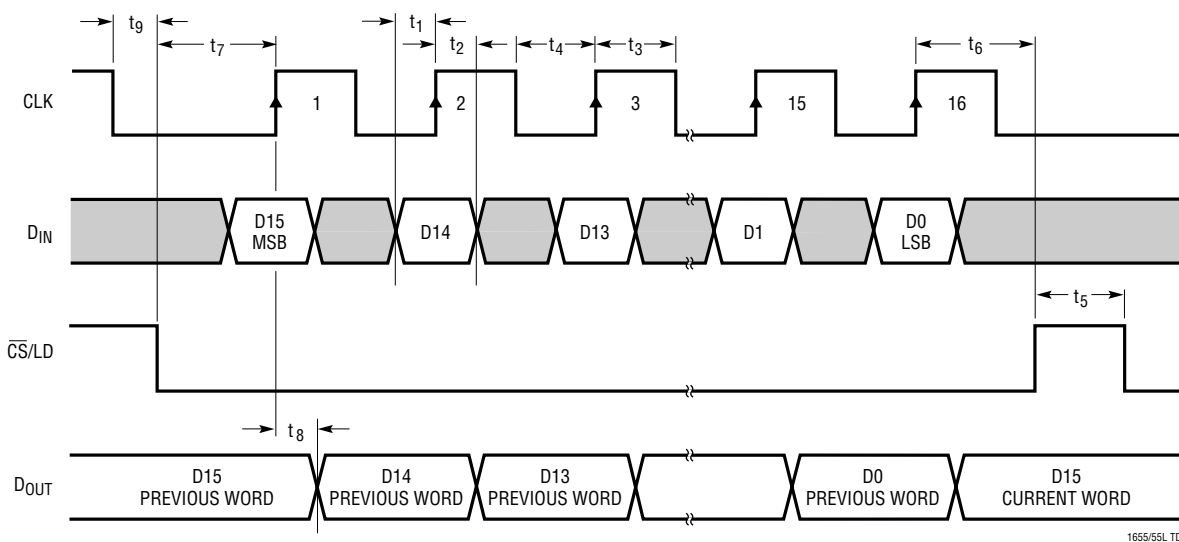 t9
t7
t1
t2
t4
t3
t6
CLK
1
2
3
15
16
DIN
D15
MSB
D14
D13
D1
D0
LSB
t5
C̅S̅/LD
t8
DOUT
D15
PREVIOUS WORD
D14
PREVIOUS WORD
D13
PREVIOUS WORD
D0
PREVIOUS WORD
D15
CURRENT WORD
1655/55L TD